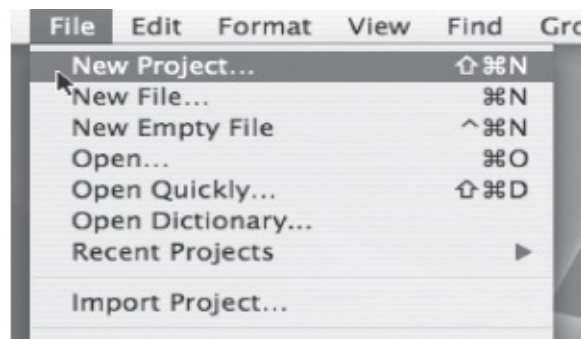 File Edit Format View Find Gro
New Project... ⇧⌘N
New File... ⌘N
New Empty File ^⌘N
Open... ⌘O
Open Quickly... ⇧⌘D
Open Dictionary...
Recent Projects ▶
Import Project...